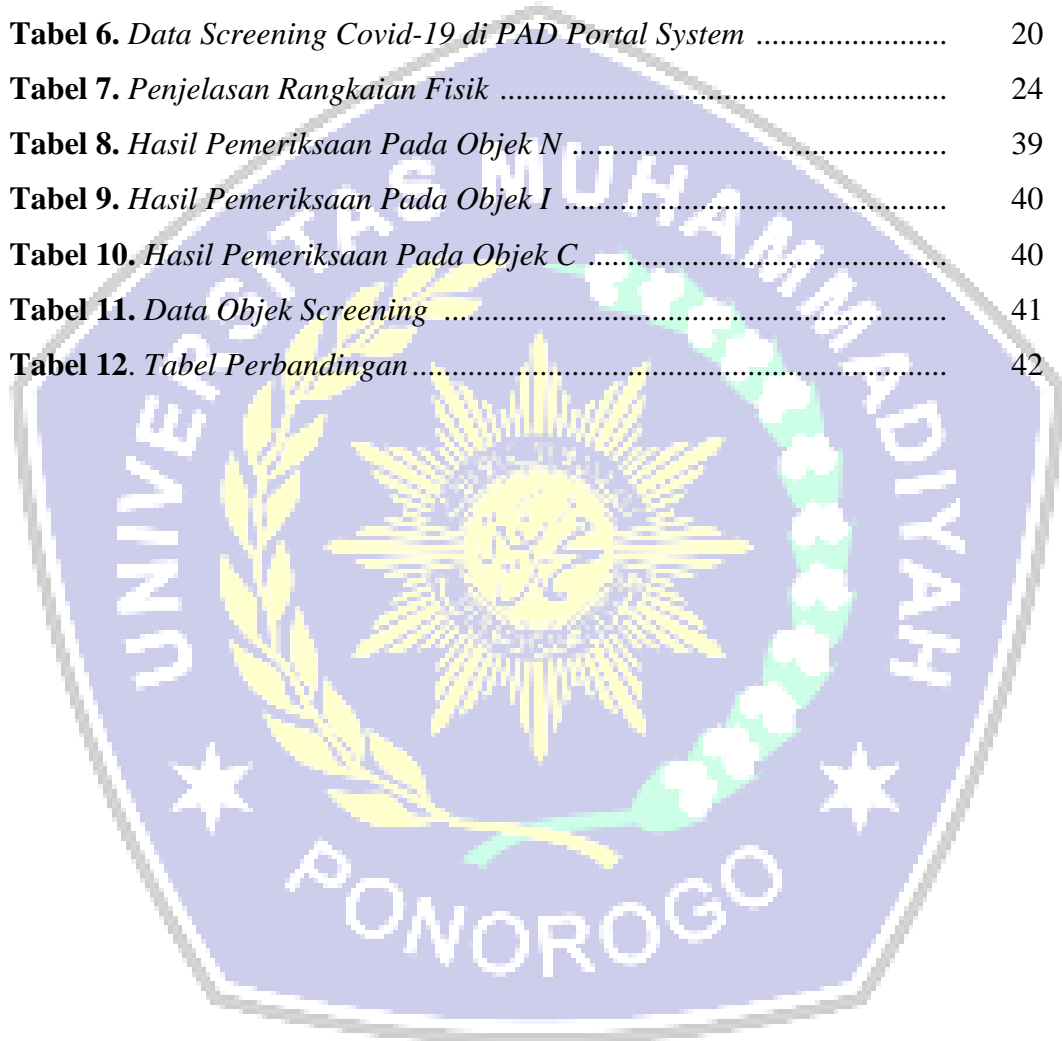 Tabel 6. Data Screening Covid-19 di PAD Portal System ...................... 20
Tabel 7. Penjelasan Rangkaian Fisik ...................................................... 24
Tabel 8. Hasil Pemeriksaan Pada Objek N ............................................. 39
Tabel 9. Hasil Pemeriksaan Pada Objek I .............................................. 40
Tabel 10. Hasil Pemeriksaan Pada Objek C ........................................... 40
Tabel 11. Data Objek Screening ............................................................ 41
Tabel 12. Tabel Perbandingan ................................................................ 42
UNIVERSITAS MUHAMMADIYAH
PONOROGO